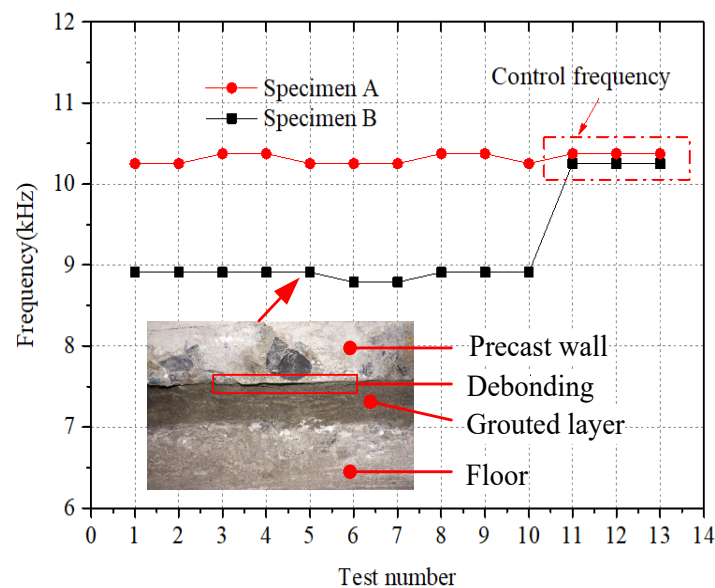 12
11
10
9
8
7
6
Frequency(kHz)
Specimen A
Specimen B
Control frequency
Precast wall
Debonding
Grouted layer
Floor
0 1 2 3 4 5 6 7 8 9 10 11 12 13 14
Test number